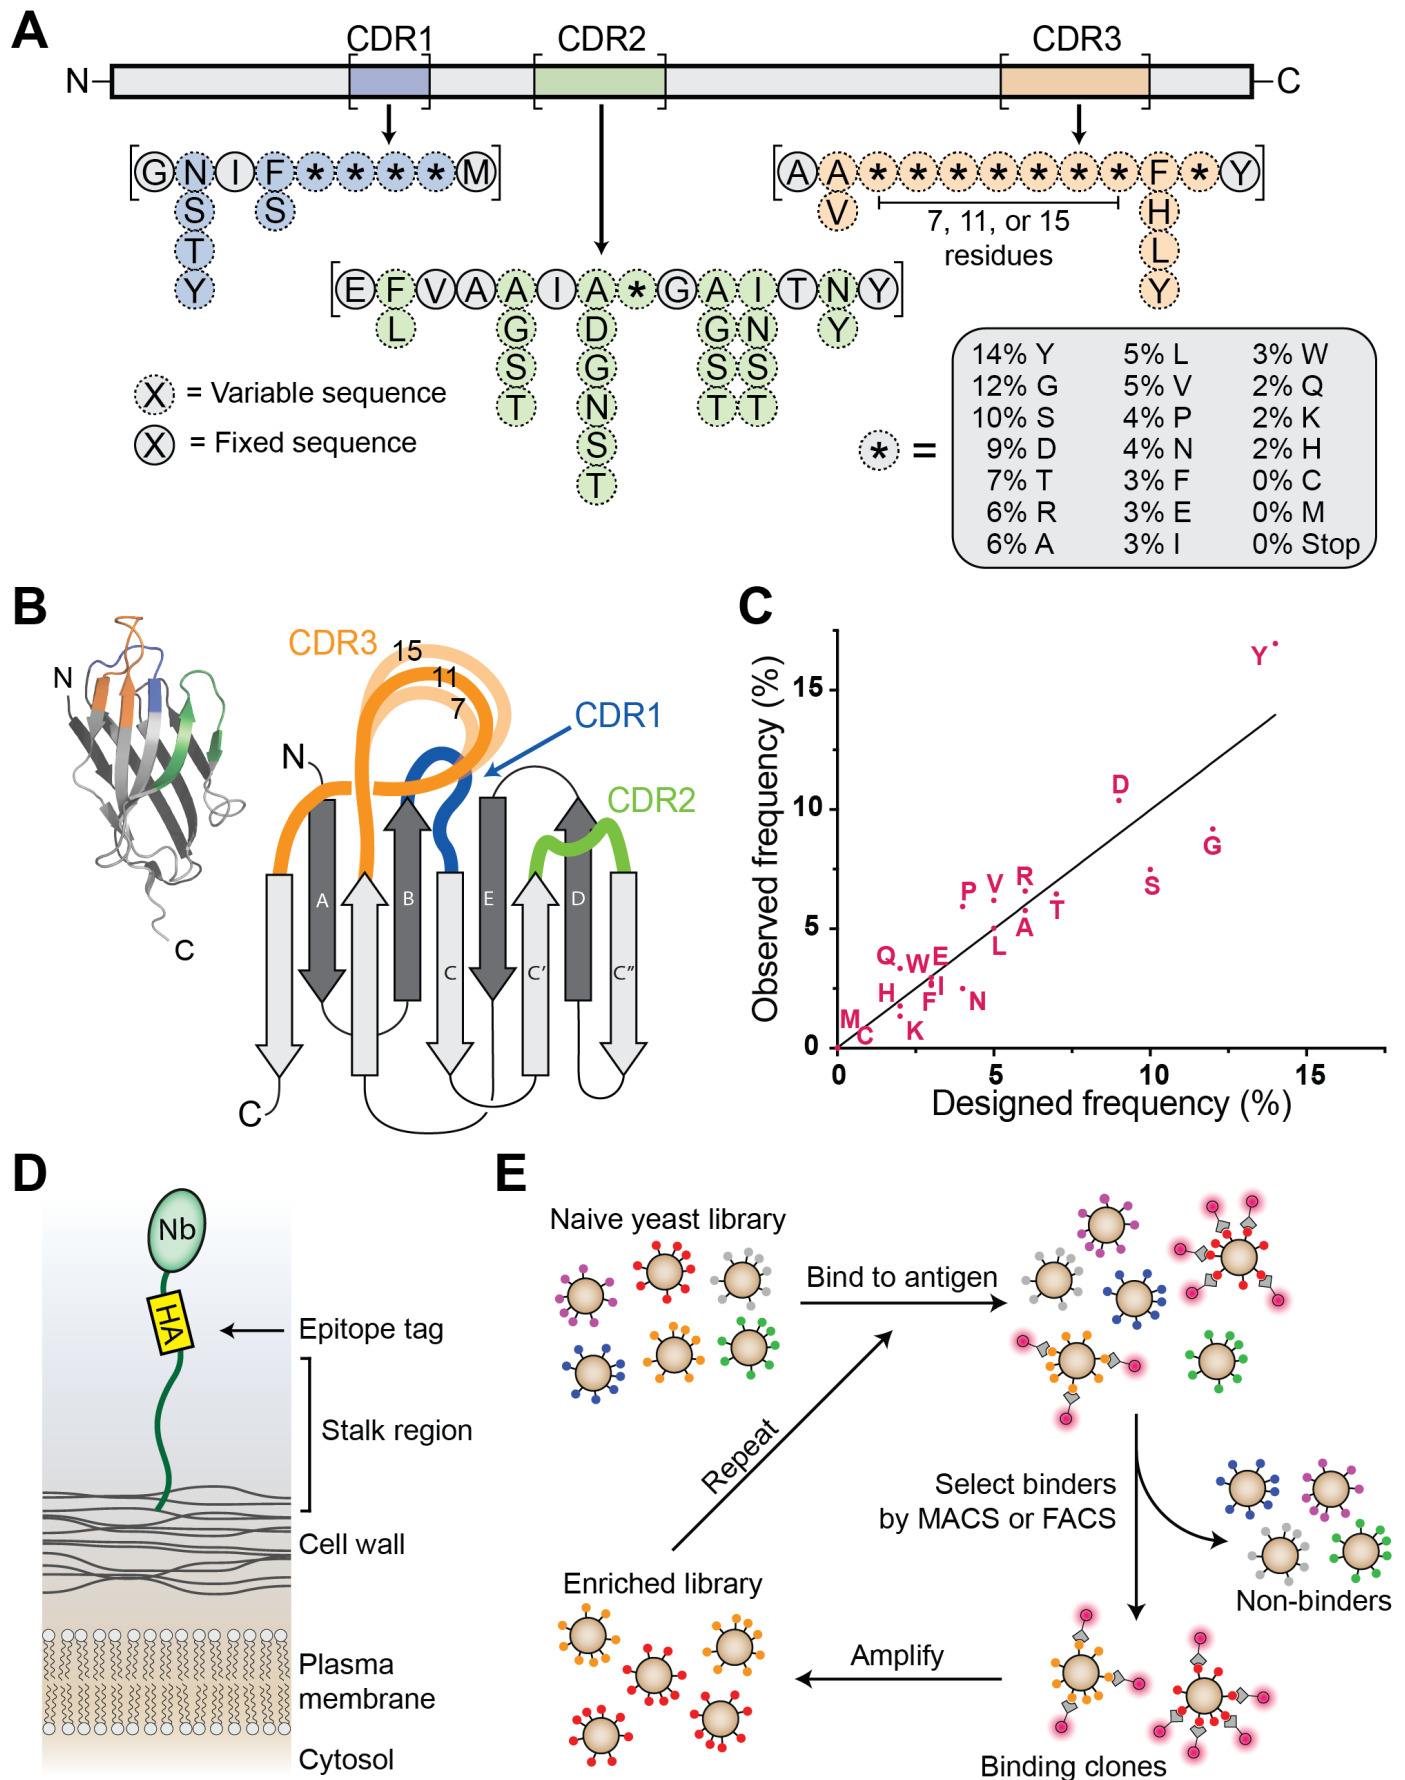 A
CDR1 CDR2 CDR3
N C
G N I F * * * * M
S S
T
Y
A A * * * * * * * F * Y
V H
L
Y
7, 11, or 15
residues
E F V A A I A * G A I T N Y
L G D G N Y
S G S S
T N T T
S
T
X = Variable sequence
X = Fixed sequence
* =
14% Y 5% L 3% W
12% G 5% V 2% Q
10% S 4% P 2% K
9% D 4% N 2% H
7% T 3% F 0% C
6% R 3% E 0% M
6% A 3% I 0% Stop
B
N
C
CDR3
15
11
7
CDR1
CDR2
N
A B E D
C C' C"
C
C
Observed frequency (%)
15
10
5
0
0 5 10 15
Designed frequency (%)
Y
D
G
S
P V R
T
A
L
Q W E
I
H F N
M K
C
D
Nb
HA
Epitope tag
Stalk region
Cell wall
Plasma
membrane
Cytosol
E
Naive yeast library
Bind to antigen
Repeat
Select binders
by MACS or FACS
Non-binders
Enriched library
Amplify
Binding clones